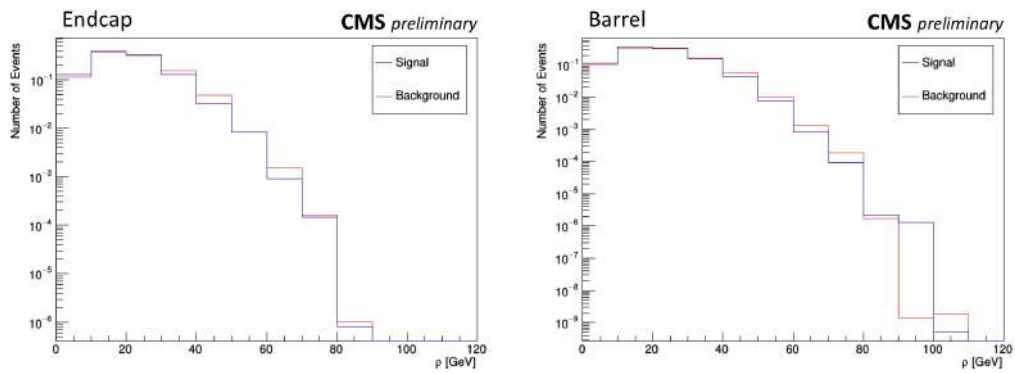 Endcap
CMS preliminary
Number of Events
10⁻¹
10⁻²
10⁻³
10⁻⁴
10⁻⁵
10⁻⁶
Signal
Background
0 20 40 60 80 100 120
ρ [GeV]
Barrel
CMS preliminary
Number of Events
10⁻¹
10⁻²
10⁻³
10⁻⁴
10⁻⁵
10⁻⁶
10⁻⁷
10⁻⁸
10⁻⁹
Signal
Background
0 20 40 60 80 100 120
ρ [GeV]